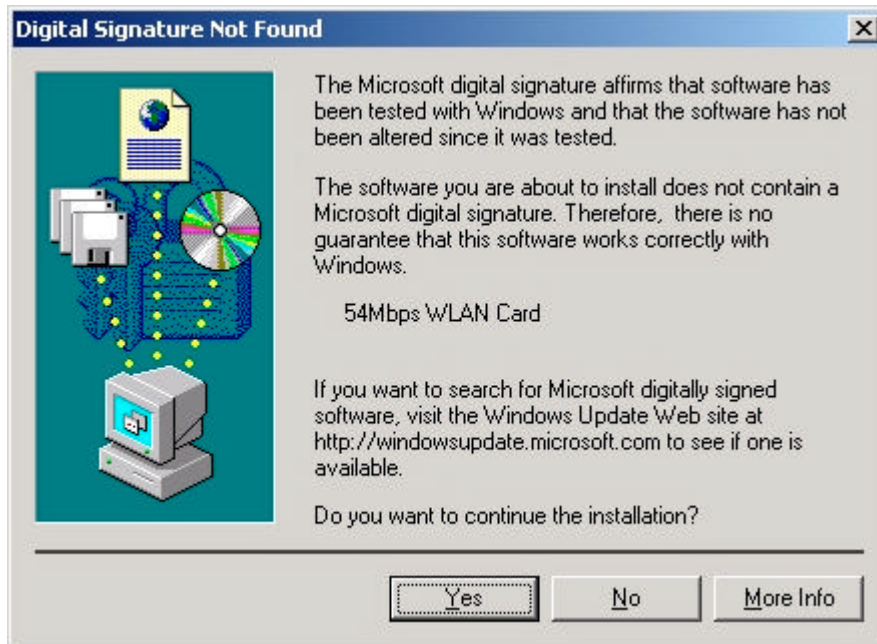 Digital Signature Not Found
The Microsoft digital signature affirms that software has
been tested with Windows and that the software has not
been altered since it was tested.
The software you are about to install does not contain a
Microsoft digital signature. Therefore,  there is no
guarantee that this software works correctly with
Windows.
54Mbps WLAN Card
If you want to search for Microsoft digitally signed
software, visit the Windows Update Web site at
http://windowsupdate.microsoft.com to see if one is
available.
Do you want to continue the installation?
Yes No More Info